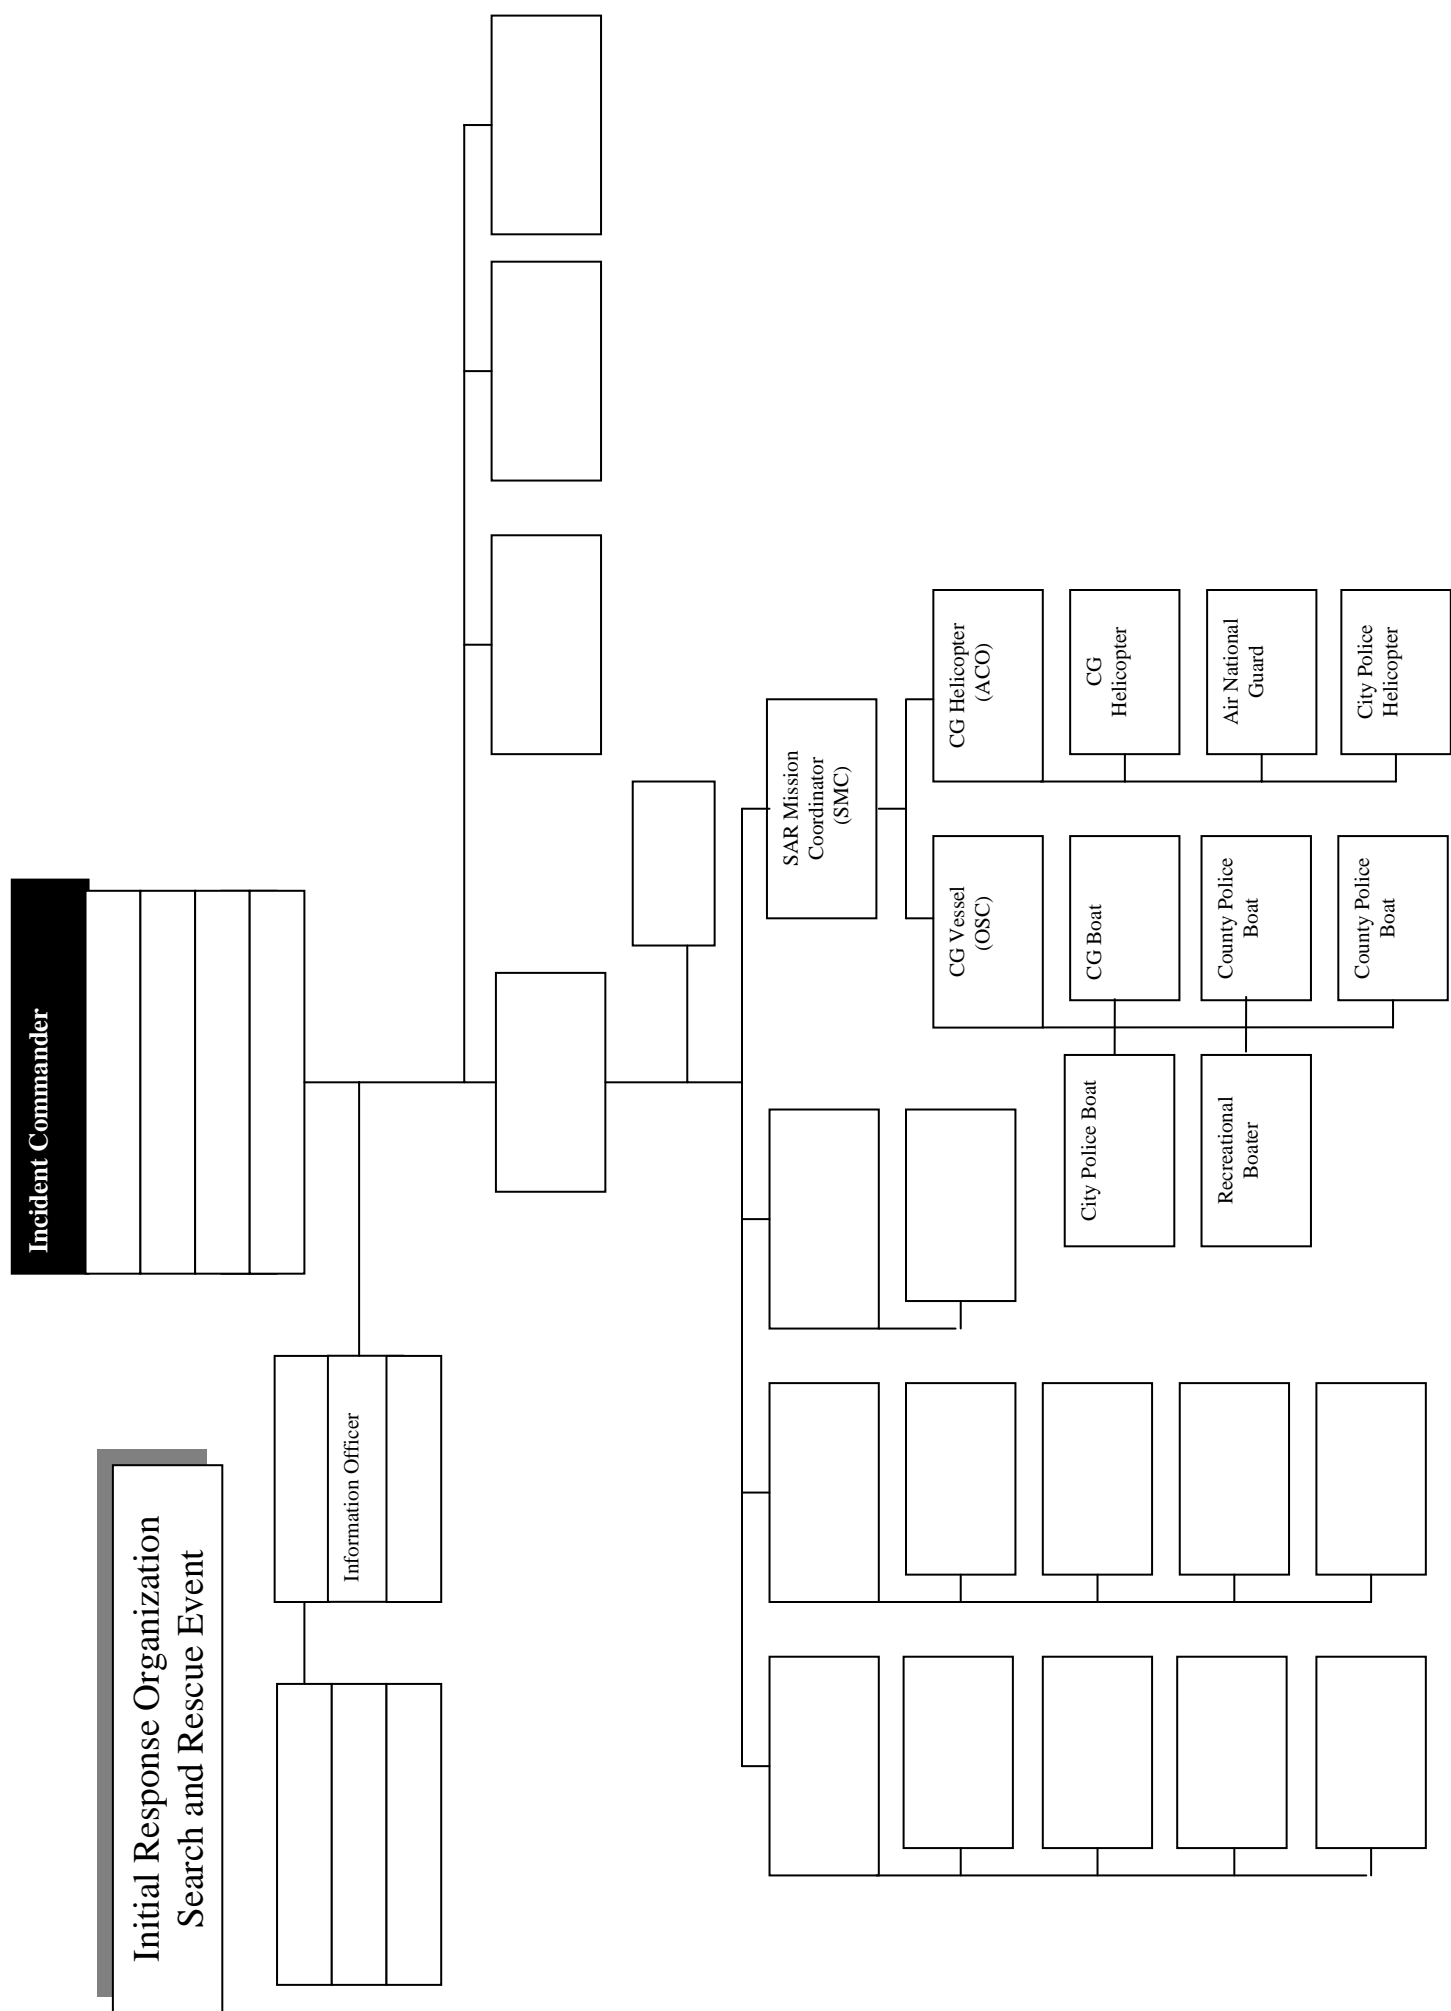 Initial Response Organization
Search and Rescue Event
Incident Commander
Information Officer
SAR Mission
Coordinator
(SMC)
CG Vessel
(OSC)
CG Helicopter
(ACO)
City Police Boat
CG Boat
CG
Helicopter
Recreational
Boater
County Police
Boat
Air National
Guard
County Police
Boat
City Police
Helicopter